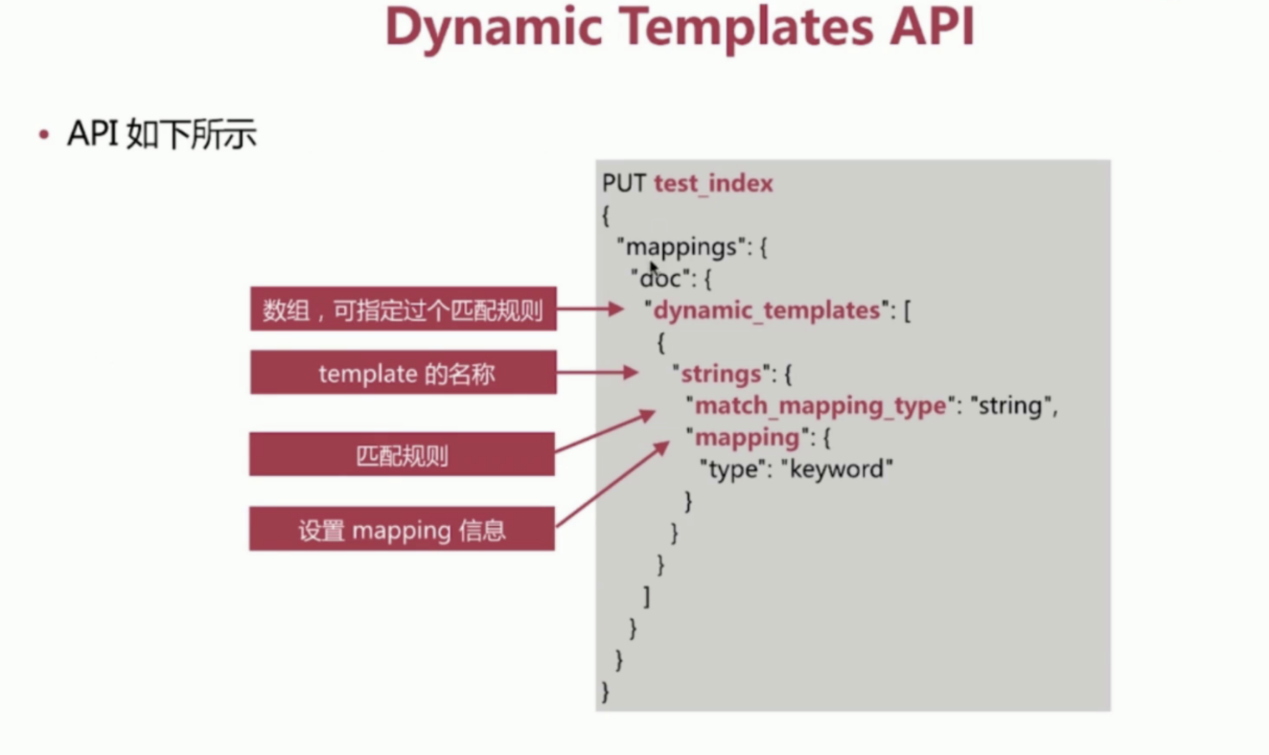 Dynamic Templates API
• API 如下所示
数组，可指定过个匹配规则
template 的名称
匹配规则
设置 mapping 信息
PUT test_index
{
"mappings": {
"doc": {
"dynamic_templates": [
{
"strings": {
"match_mapping_type": "string",
"mapping": {
"type": "keyword"
}
}
}
]
}
}
}